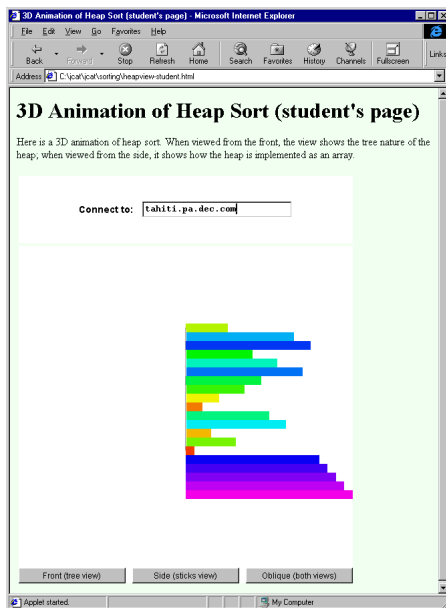 3D Animation of Heap Sort (student's page) - Microsoft Internet Explorer
File Edit View Go Favorites Help
Back Forward Stop Refresh Home Search Favorites History Channels Fullscreen Links
Address C:\jcat\jcat\sorting\heapview-student.html
3D Animation of Heap Sort (student's page)
Here is a 3D animation of heap sort. When viewed from the front, the view shows the tree nature of the
heap; when viewed from the side, it shows how the heap is implemented as an array.
Connect to: tahiti.pa.dec.com
Front (tree view) Side (sticks view) Oblique (both views)
Applet started. My Computer